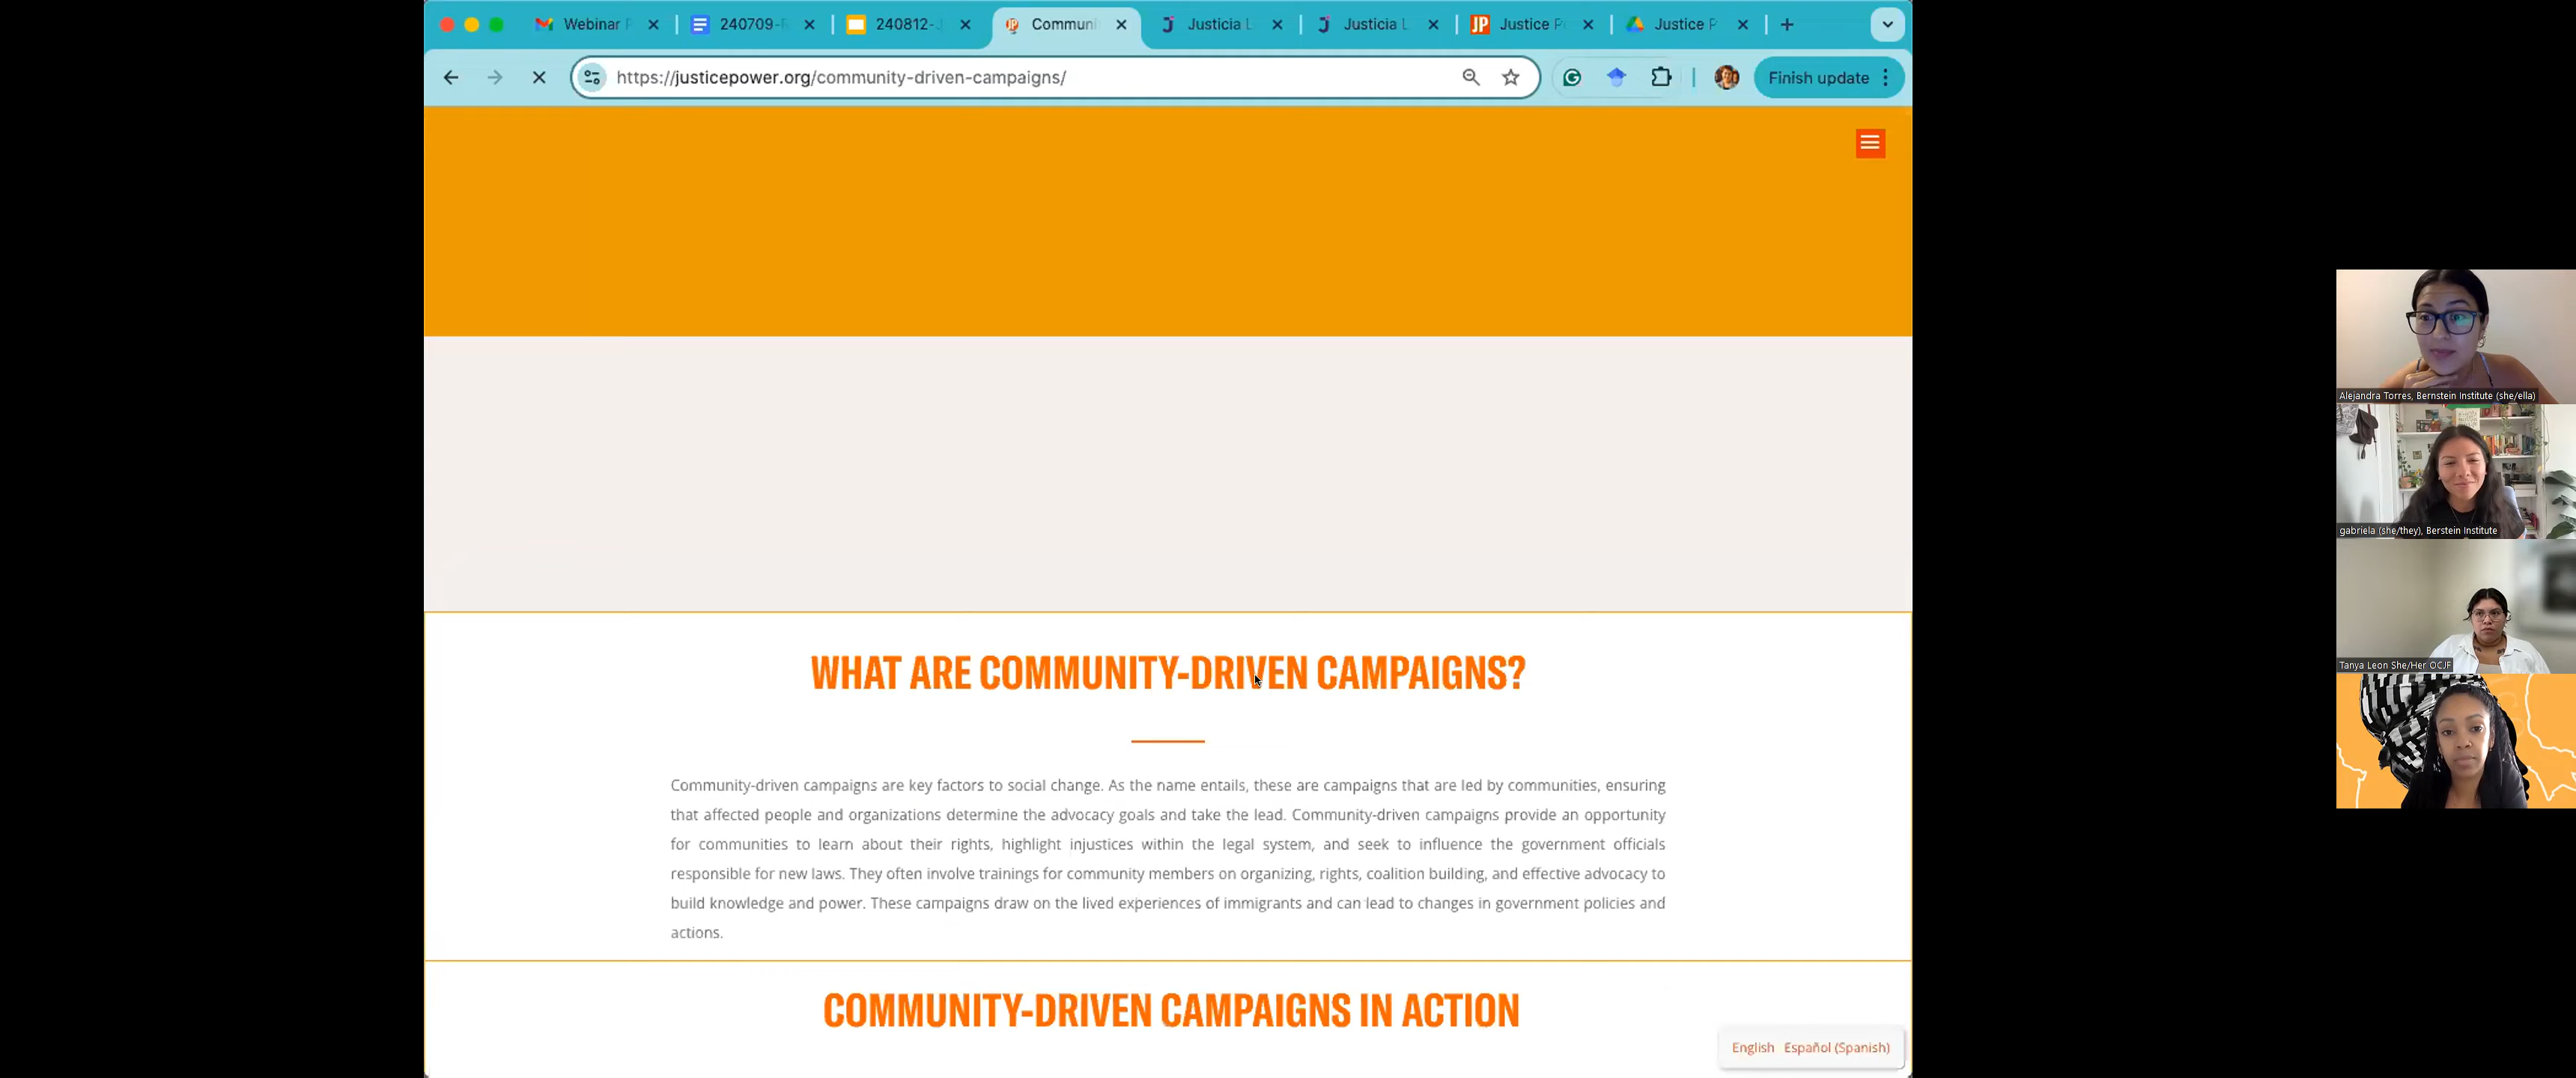 Webinar
240709-
240812-
Communi
Justicia L
Justicia L
Justice P
Justice P
https://justicepower.org/community-driven-campaigns/
Finish update
WHAT ARE COMMUNITY-DRIVEN CAMPAIGNS?
Community-driven campaigns are key factors to social change. As the name entails, these are campaigns that are led by communities, ensuring
that affected people and organizations determine the advocacy goals and take the lead. Community-driven campaigns provide an opportunity
for communities to learn about their rights, highlight injustices within the legal system, and seek to influence the government officials
responsible for new laws. They often involve trainings for community members on organizing, rights, coalition building, and effective advocacy to
build knowledge and power. These campaigns draw on the lived experiences of immigrants and can lead to changes in government policies and
actions.
COMMUNITY-DRIVEN CAMPAIGNS IN ACTION
English Español (Spanish)
Alejandra Torres, Bernstein Institute (she/ella)
gabriela (she/they), Berstein Institute
Tanya Leon She/Her OCJF